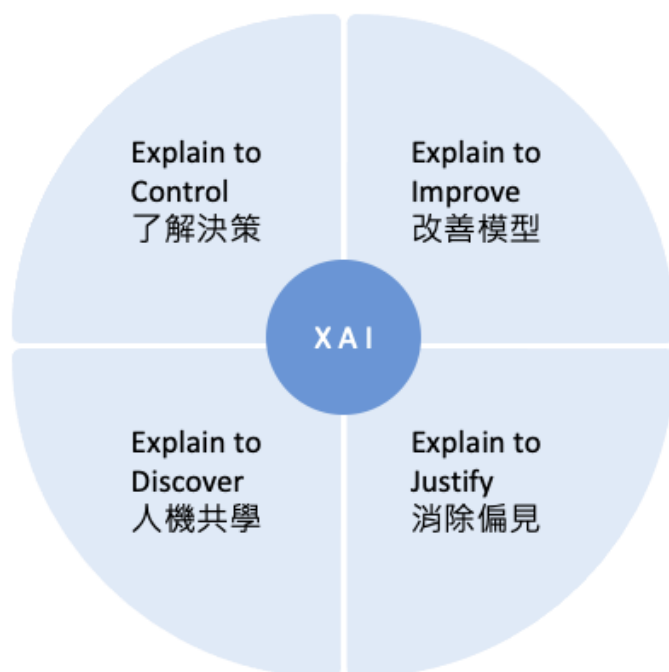 Explain to
Control
了解決策
Explain to
Improve
改善模型
XAI
Explain to
Discover
人機共學
Explain to
Justify
消除偏見